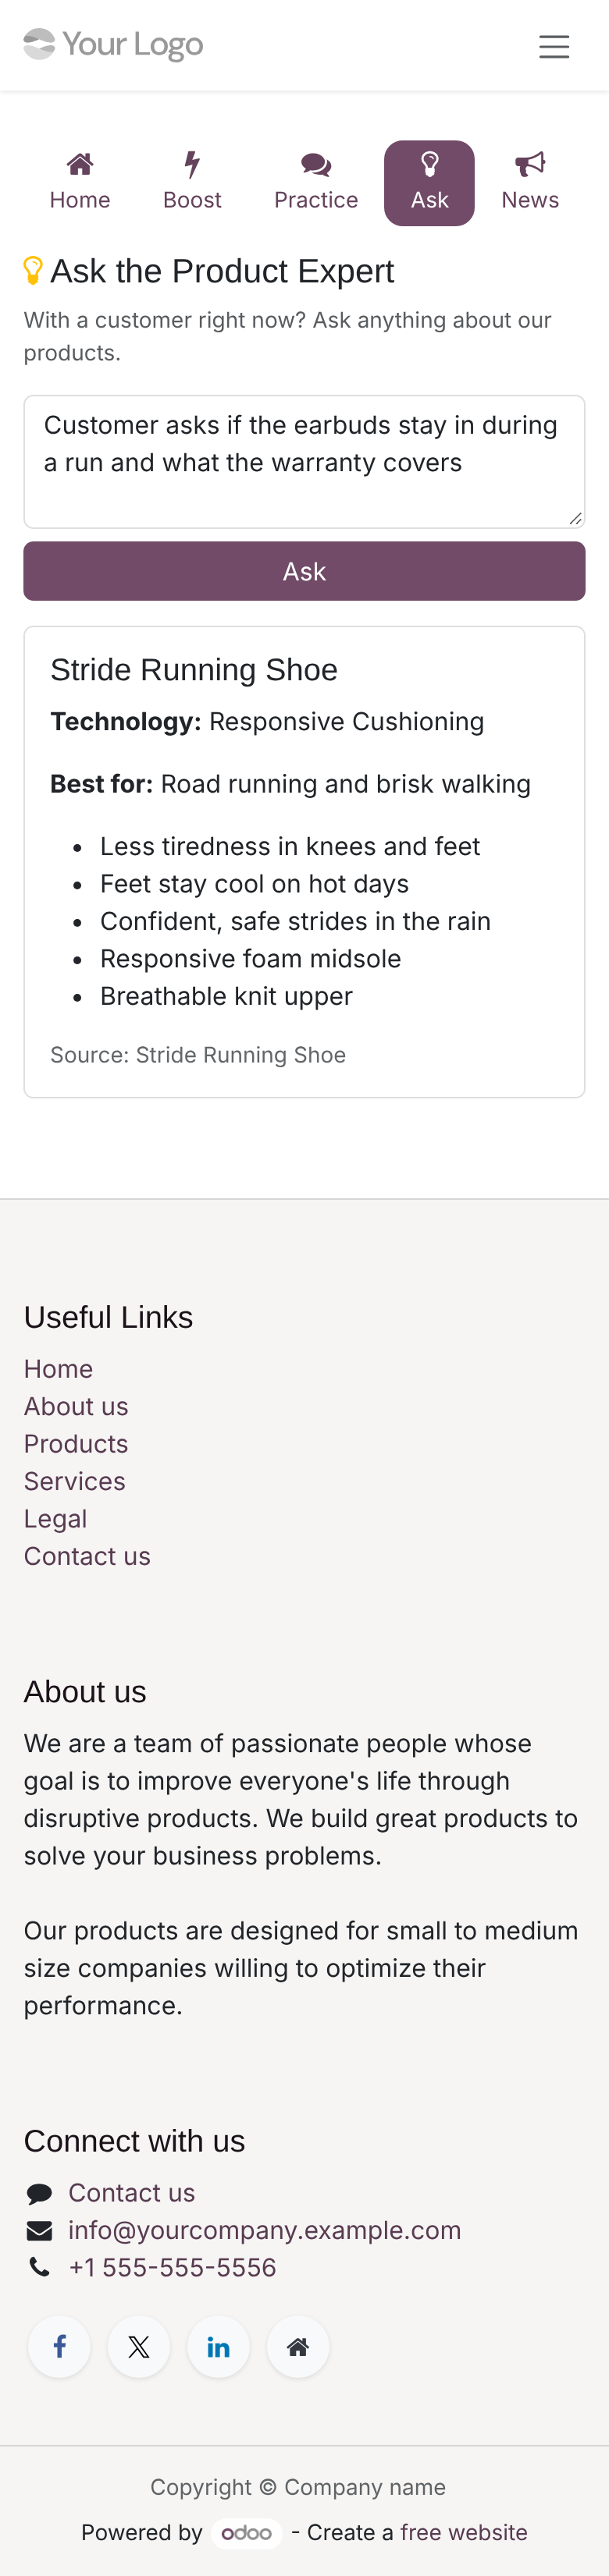 Your Logo
Home
Boost
Practice
Ask
News
Ask the Product Expert
With a customer right now? Ask anything about our
products.
Customer asks if the earbuds stay in during
a run and what the warranty covers
Ask
Stride Running Shoe
Technology: Responsive Cushioning
Best for: Road running and brisk walking
• Less tiredness in knees and feet
• Feet stay cool on hot days
• Confident, safe strides in the rain
• Responsive foam midsole
• Breathable knit upper
Source: Stride Running Shoe
Useful Links
Home
About us
Products
Services
Legal
Contact us
About us
We are a team of passionate people whose
goal is to improve everyone's life through
disruptive products. We build great products to
solve your business problems.
Our products are designed for small to medium
size companies willing to optimize their
performance.
Connect with us
Contact us
info@yourcompany.example.com
+1 555-555-5556
Copyright © Company name
Powered by odoo - Create a free website